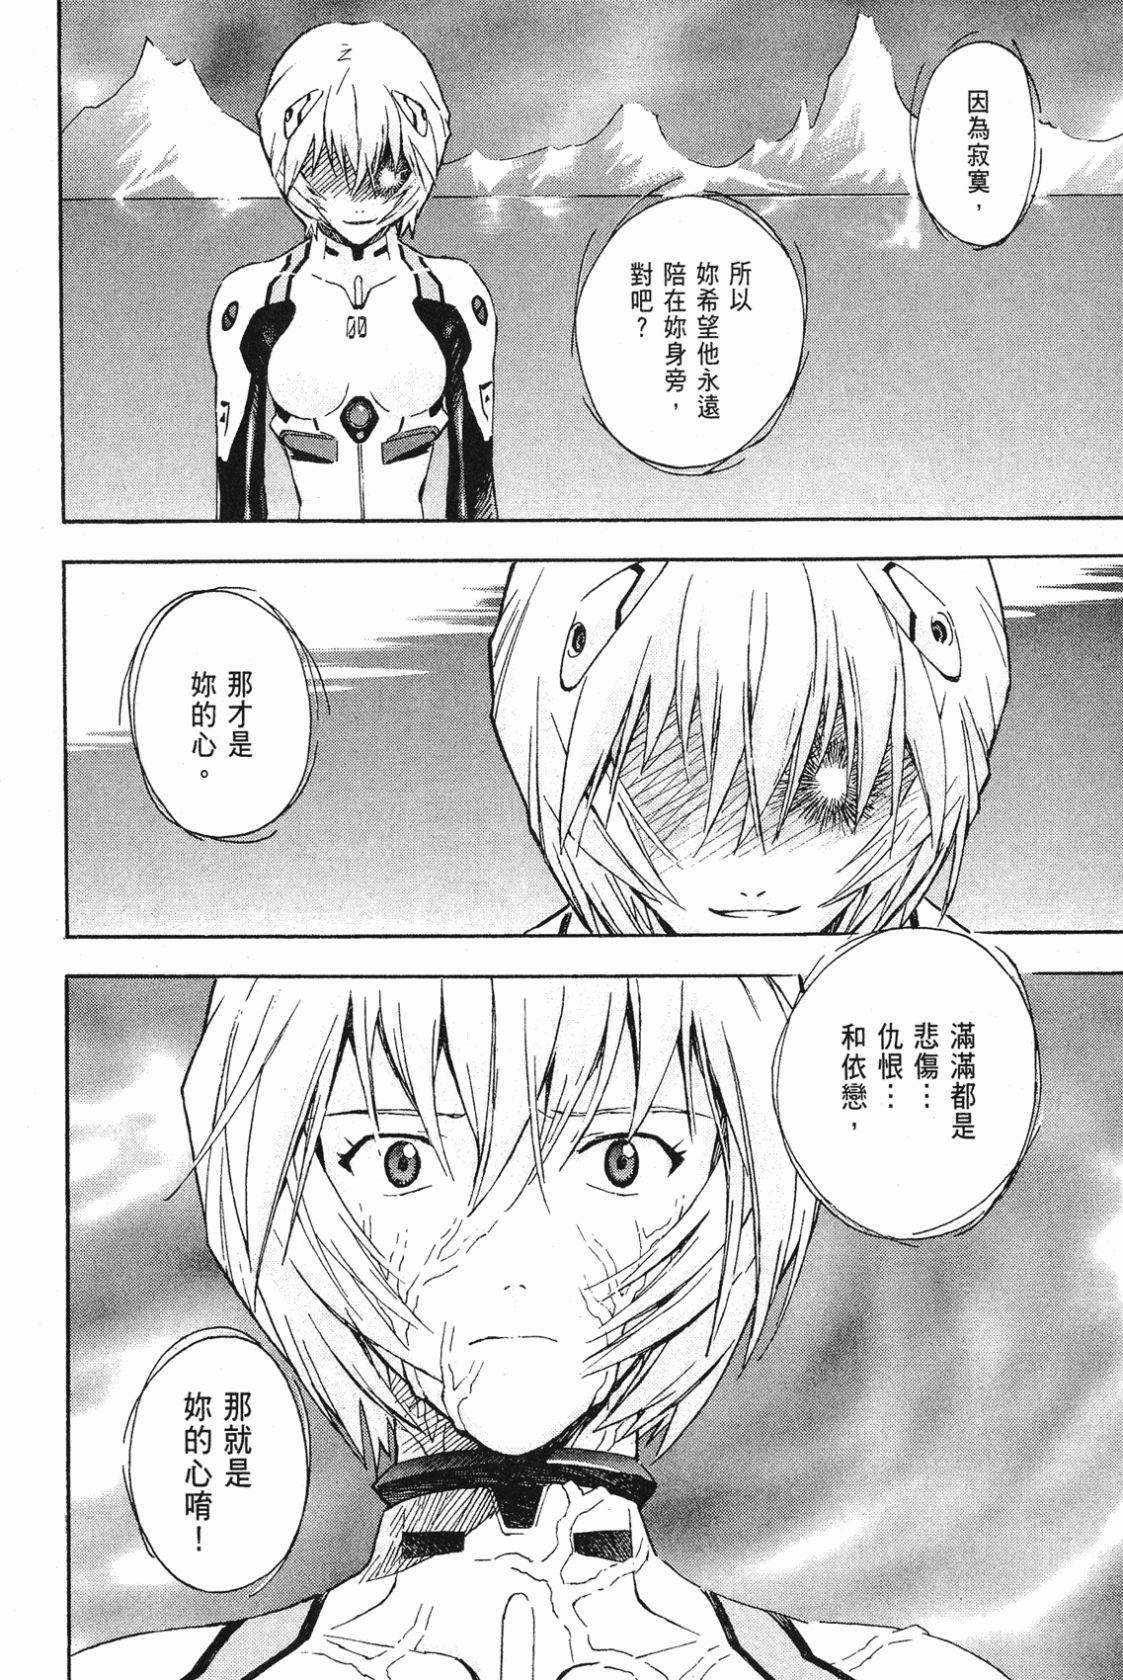 因為寂寞，
所以
妳希望他永遠
陪在妳身旁，
對吧？
00
那才是
妳的心。
滿滿都是
悲傷…
仇恨…
和依戀，
那就是
妳的心唷！